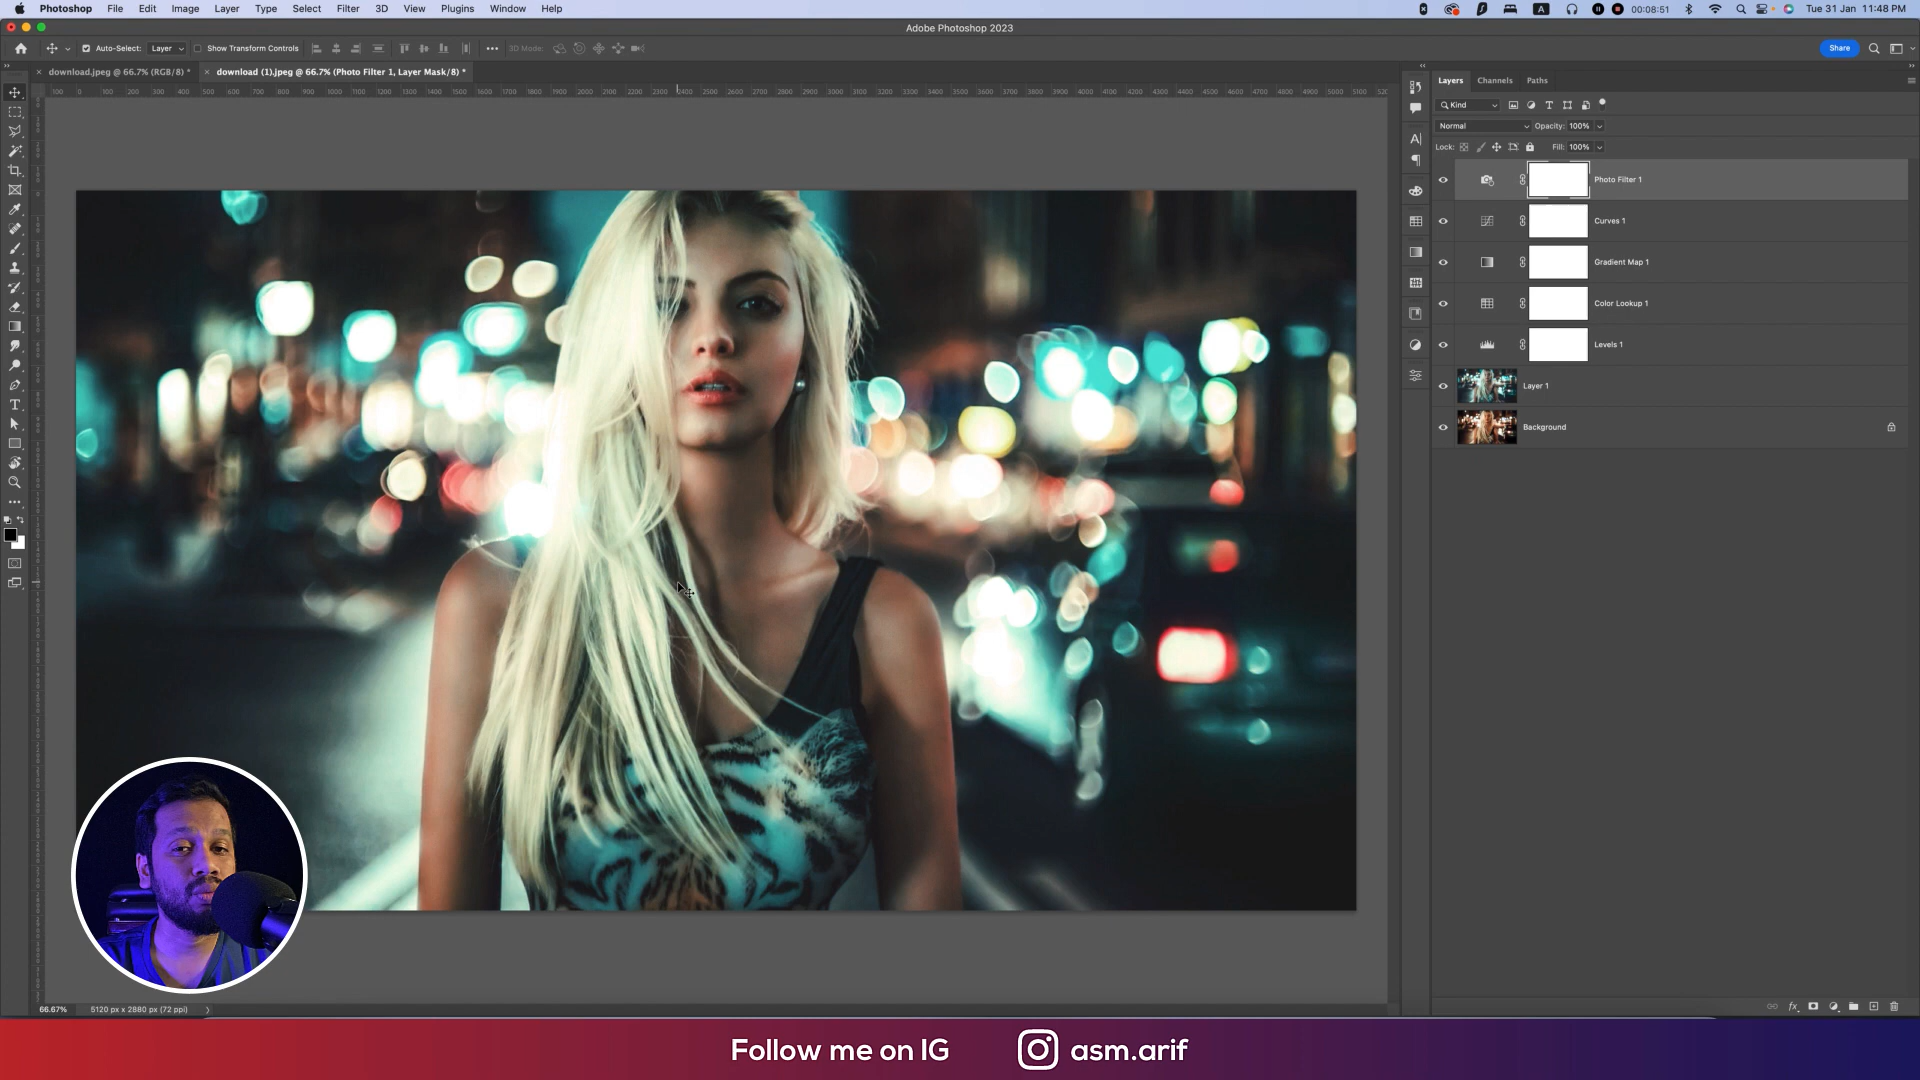 Photoshop File Edit Image Layer Type Select Filter 3D View Plugins Window Help
A 00:08:51 Tue 31 Jan 11:48 PM
Adobe Photoshop 2023
Auto-Select: Layer Show Transform Controls 3D Mode: Share
download.jpeg @ 66.7% (RGB/8) *
download (1).jpeg @ 66.7% (Photo Filter 1, Layer Mask/8) *
Layers Channels Paths
Kind
Normal Opacity: 100%
Lock: Fill: 100%
Photo Filter 1
Curves 1
Gradient Map 1
Color Lookup 1
Levels 1
Layer 1
Background
66.67% 5120 px x 2880 px (72 ppi)
Follow me on IG asm.arif